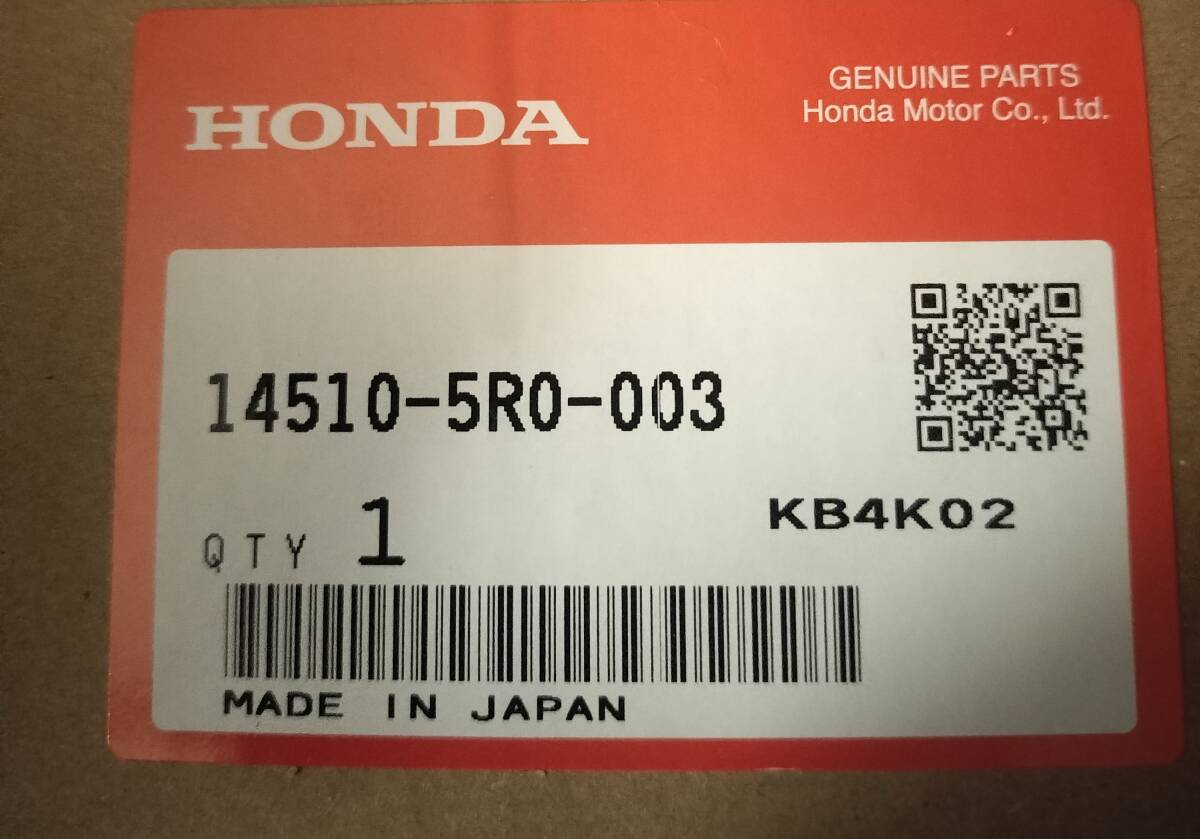 HONDA
GENUINE PARTS
Honda Motor Co., Ltd.
14510-5R0-003
QTY 1
KB4K02
MADE IN JAPAN